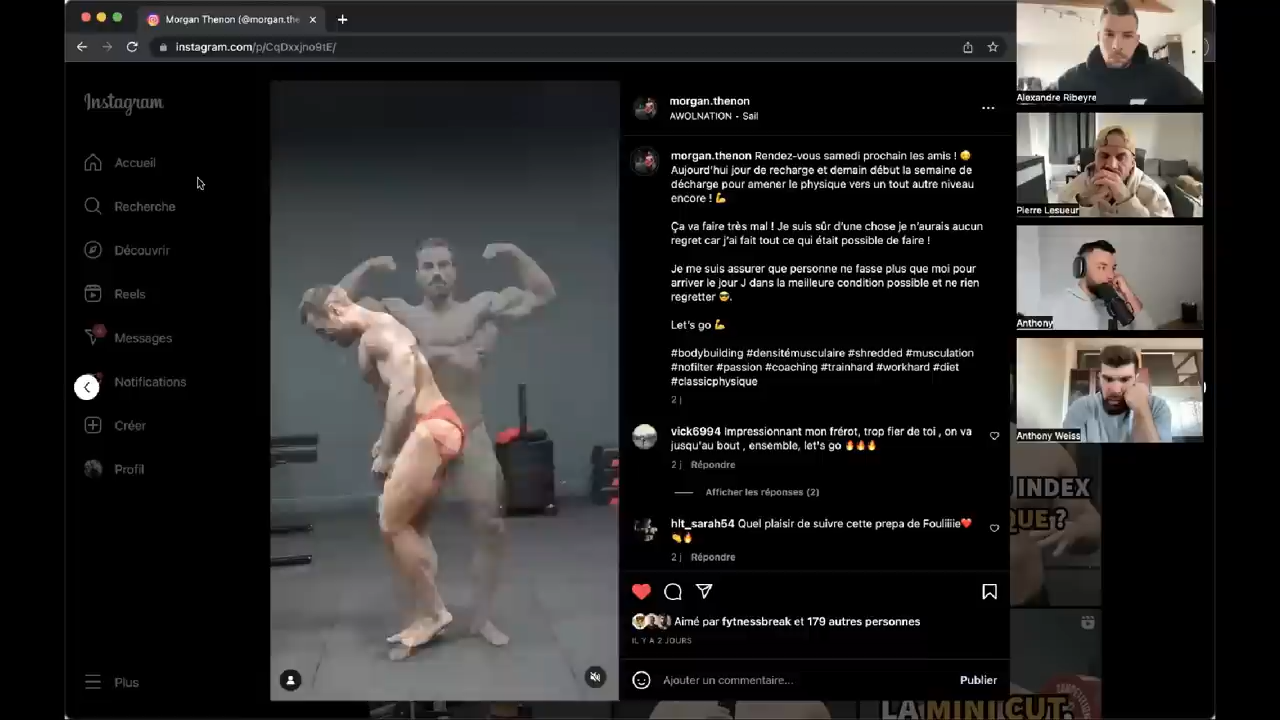 Morgan Thenon (@morgan.the
instagram.com/p/CqDxxjno9tE/
Instagram
Accueil
Recherche
Découvrir
Reels
Messages
Notifications
Créer
Profil
Plus
morgan.thenon
AWOLNATION - Sail
morgan.thenon Rendez-vous samedi prochain les amis ! 😏
Aujourd'hui jour de recharge et demain début la semaine de
décharge pour amener le physique vers un tout autre niveau
encore ! 💪
Ça va faire très mal ! Je suis sûr d'une chose je n'aurais aucun
regret car j'ai fait tout ce qui était possible de faire !
Je me suis assurer que personne ne fasse plus que moi pour
arriver le jour J dans la meilleure condition possible et ne rien
regretter 😎.
Let's go 💪
#bodybuilding #densitémusculaire #shredded #musculation
#nofilter #passion #coaching #trainhard #workhard #diet
#classicphysique
2 j
vick6994 Impressionnant mon frérot, trop fier de toi , on va
jusqu'au bout , ensemble, let's go 🔥🔥🔥
2 j Répondre
Afficher les réponses (2)
hlt_sarah54 Quel plaisir de suivre cette prepa de Fouliiiie❤️
💪🔥
2 j Répondre
Aimé par fytnessbreak et 179 autres personnes
IL Y A 2 JOURS
Ajouter un commentaire...
Publier
Alexandre Ribeyre
Pierre Lesueur
Anthony
Anthony Weiss
INDEX
QUE ?
LA MINI CUT